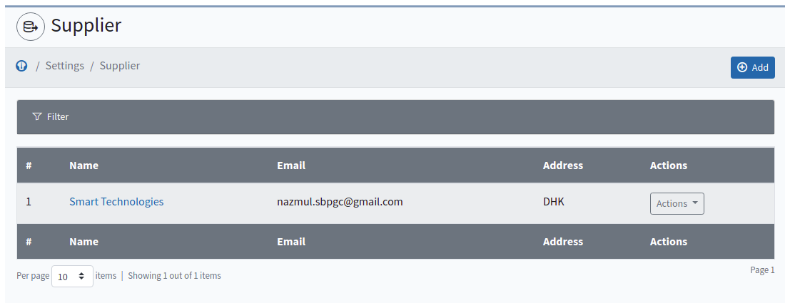 Supplier
/ Settings / Supplier
Add
Filter
# Name Email Address Actions
1 Smart Technologies nazmul.sbpgc@gmail.com DHK Actions
# Name Email Address Actions
Per page 10 items | Showing 1 out of 1 items
Page 1